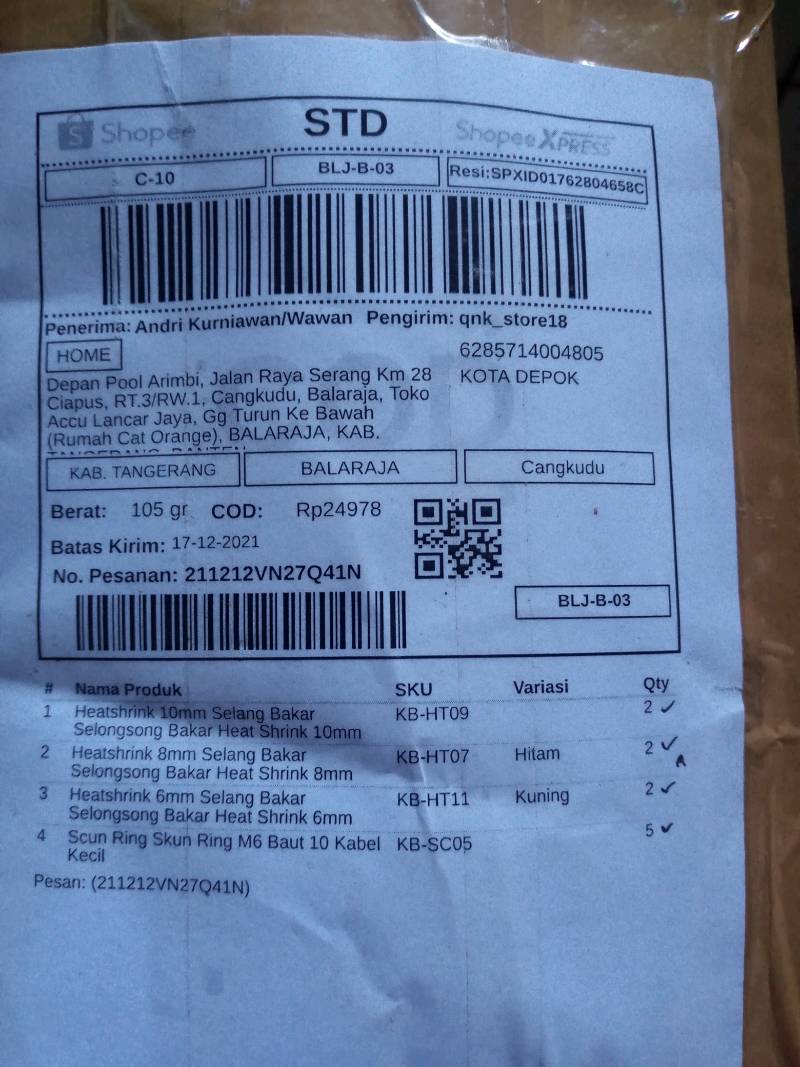 Shopee STD Shopee XPRESS
C-10 BLJ-B-03 Resi:SPXID01762804658C
Penerima: Andri Kurniawan/Wawan Pengirim: qnk_store18
HOME 6285714004805
Depan Pool Arimbi, Jalan Raya Serang Km 28 KOTA DEPOK
Ciapus, RT.3/RW.1, Cangkudu, Balaraja, Toko
Accu Lancar Jaya, Gg Turun Ke Bawah
(Rumah Cat Orange), BALARAJA, KAB.
KAB. TANGERANG BALARAJA Cangkudu
Berat: 105 gr COD: Rp24978
Batas Kirim: 17-12-2021
No. Pesanan: 211212VN27Q41N
BLJ-B-03
# Nama Produk SKU Variasi Qty
1 Heatshrink 10mm Selang Bakar KB-HT09 2
Selongsong Bakar Heat Shrink 10mm
2 Heatshrink 8mm Selang Bakar KB-HT07 Hitam 2
Selongsong Bakar Heat Shrink 8mm A
3 Heatshrink 6mm Selang Bakar KB-HT11 Kuning 2
Selongsong Bakar Heat Shrink 6mm
4 Scun Ring Skun Ring M6 Baut 10 Kabel KB-SC05 5
Kecil
Pesan: (211212VN27Q41N)